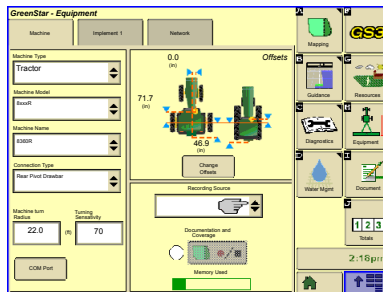 GreenStar - Equipment
Machine
Implement 1
Network
Machine Type
Tractor
Machine Model
8xxxR
Machine Name
8360R
Connection Type
Rear Pivot Drawbar
Machine turn
Radius
Turning
Sensitivity
22.0
(ft)
70
COM Port
0.0
(in)
Offsets
71.7
(in)
46.9
(in)
Change
Offsets
Recording Source
Documentation and
Coverage
Memory Used
A
Mapping
F
GS3
B
Guidance
G
Resources
C
Diagnostics
H
Equipment
D
Water Mgmt
I
Document
J
1 2 3
Totals
2:18pm